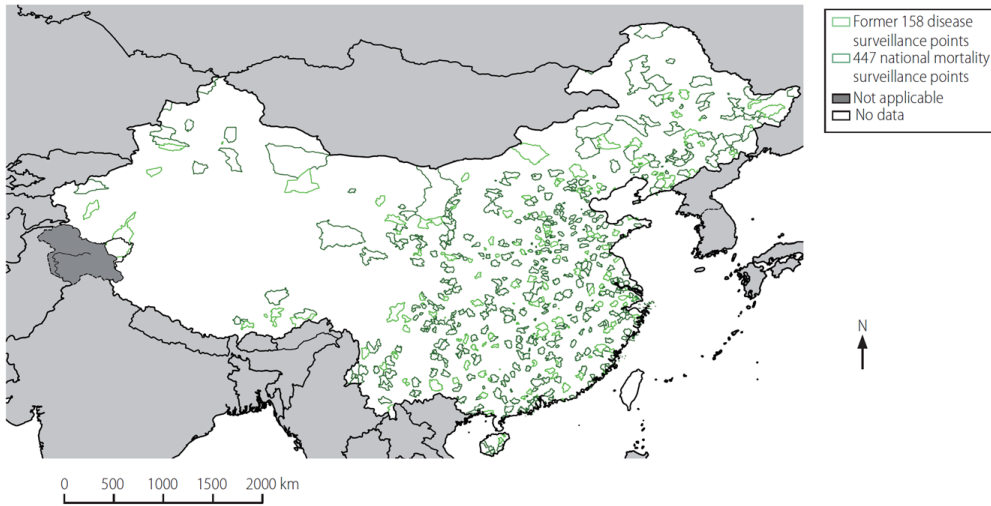 Former 158 disease
surveillance points
447 national mortality
surveillance points
Not applicable
No data
N
0 500 1000 1500 2000 km